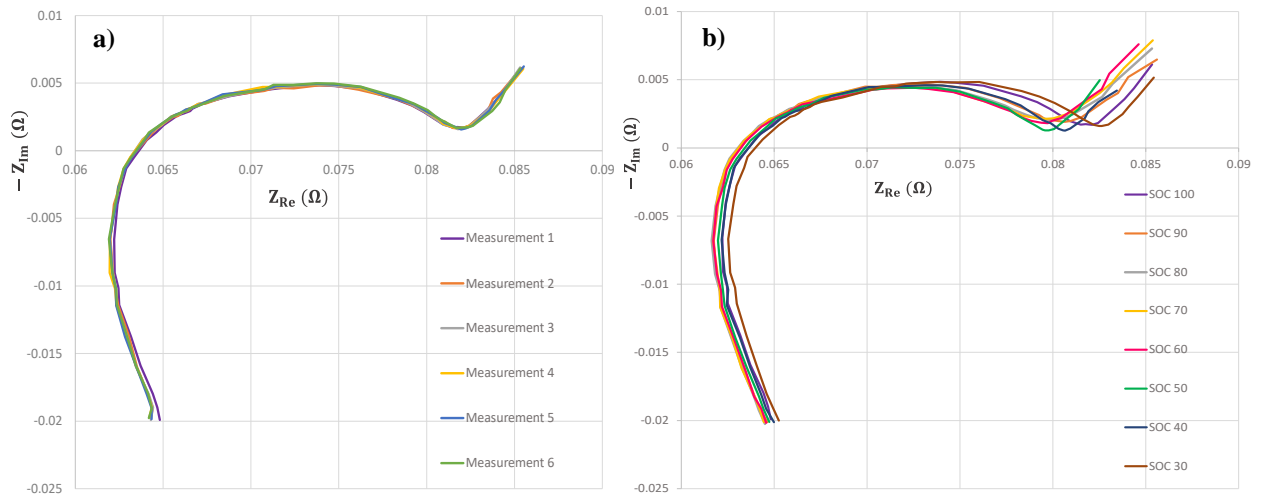 a)
0.01
0.005
0
-0.005
-0.01
-0.015
-0.02
-0.025
0.06
0.065
0.07
0.075
0.08
0.085
0.09
− Z_Im (Ω)
Z_Re (Ω)
Measurement 1
Measurement 2
Measurement 3
Measurement 4
Measurement 5
Measurement 6
b)
0.01
0.005
0
-0.005
-0.01
-0.015
-0.02
-0.025
0.06
0.065
0.07
0.075
0.08
0.085
0.09
− Z_Im (Ω)
Z_Re (Ω)
SOC 100
SOC 90
SOC 80
SOC 70
SOC 60
SOC 50
SOC 40
SOC 30